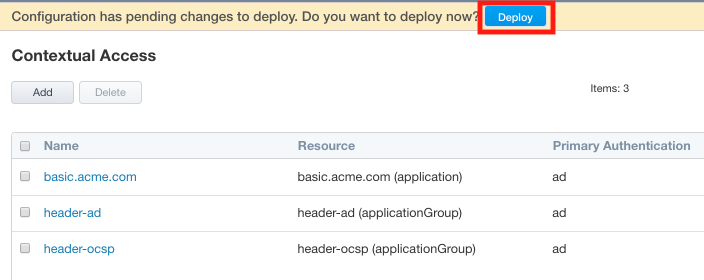 Configuration has pending changes to deploy. Do you want to deploy now? Deploy
Contextual Access
Add Delete Items: 3
Name Resource Primary Authentication
basic.acme.com basic.acme.com (application) ad
header-ad header-ad (applicationGroup) ad
header-ocsp header-ocsp (applicationGroup) ad